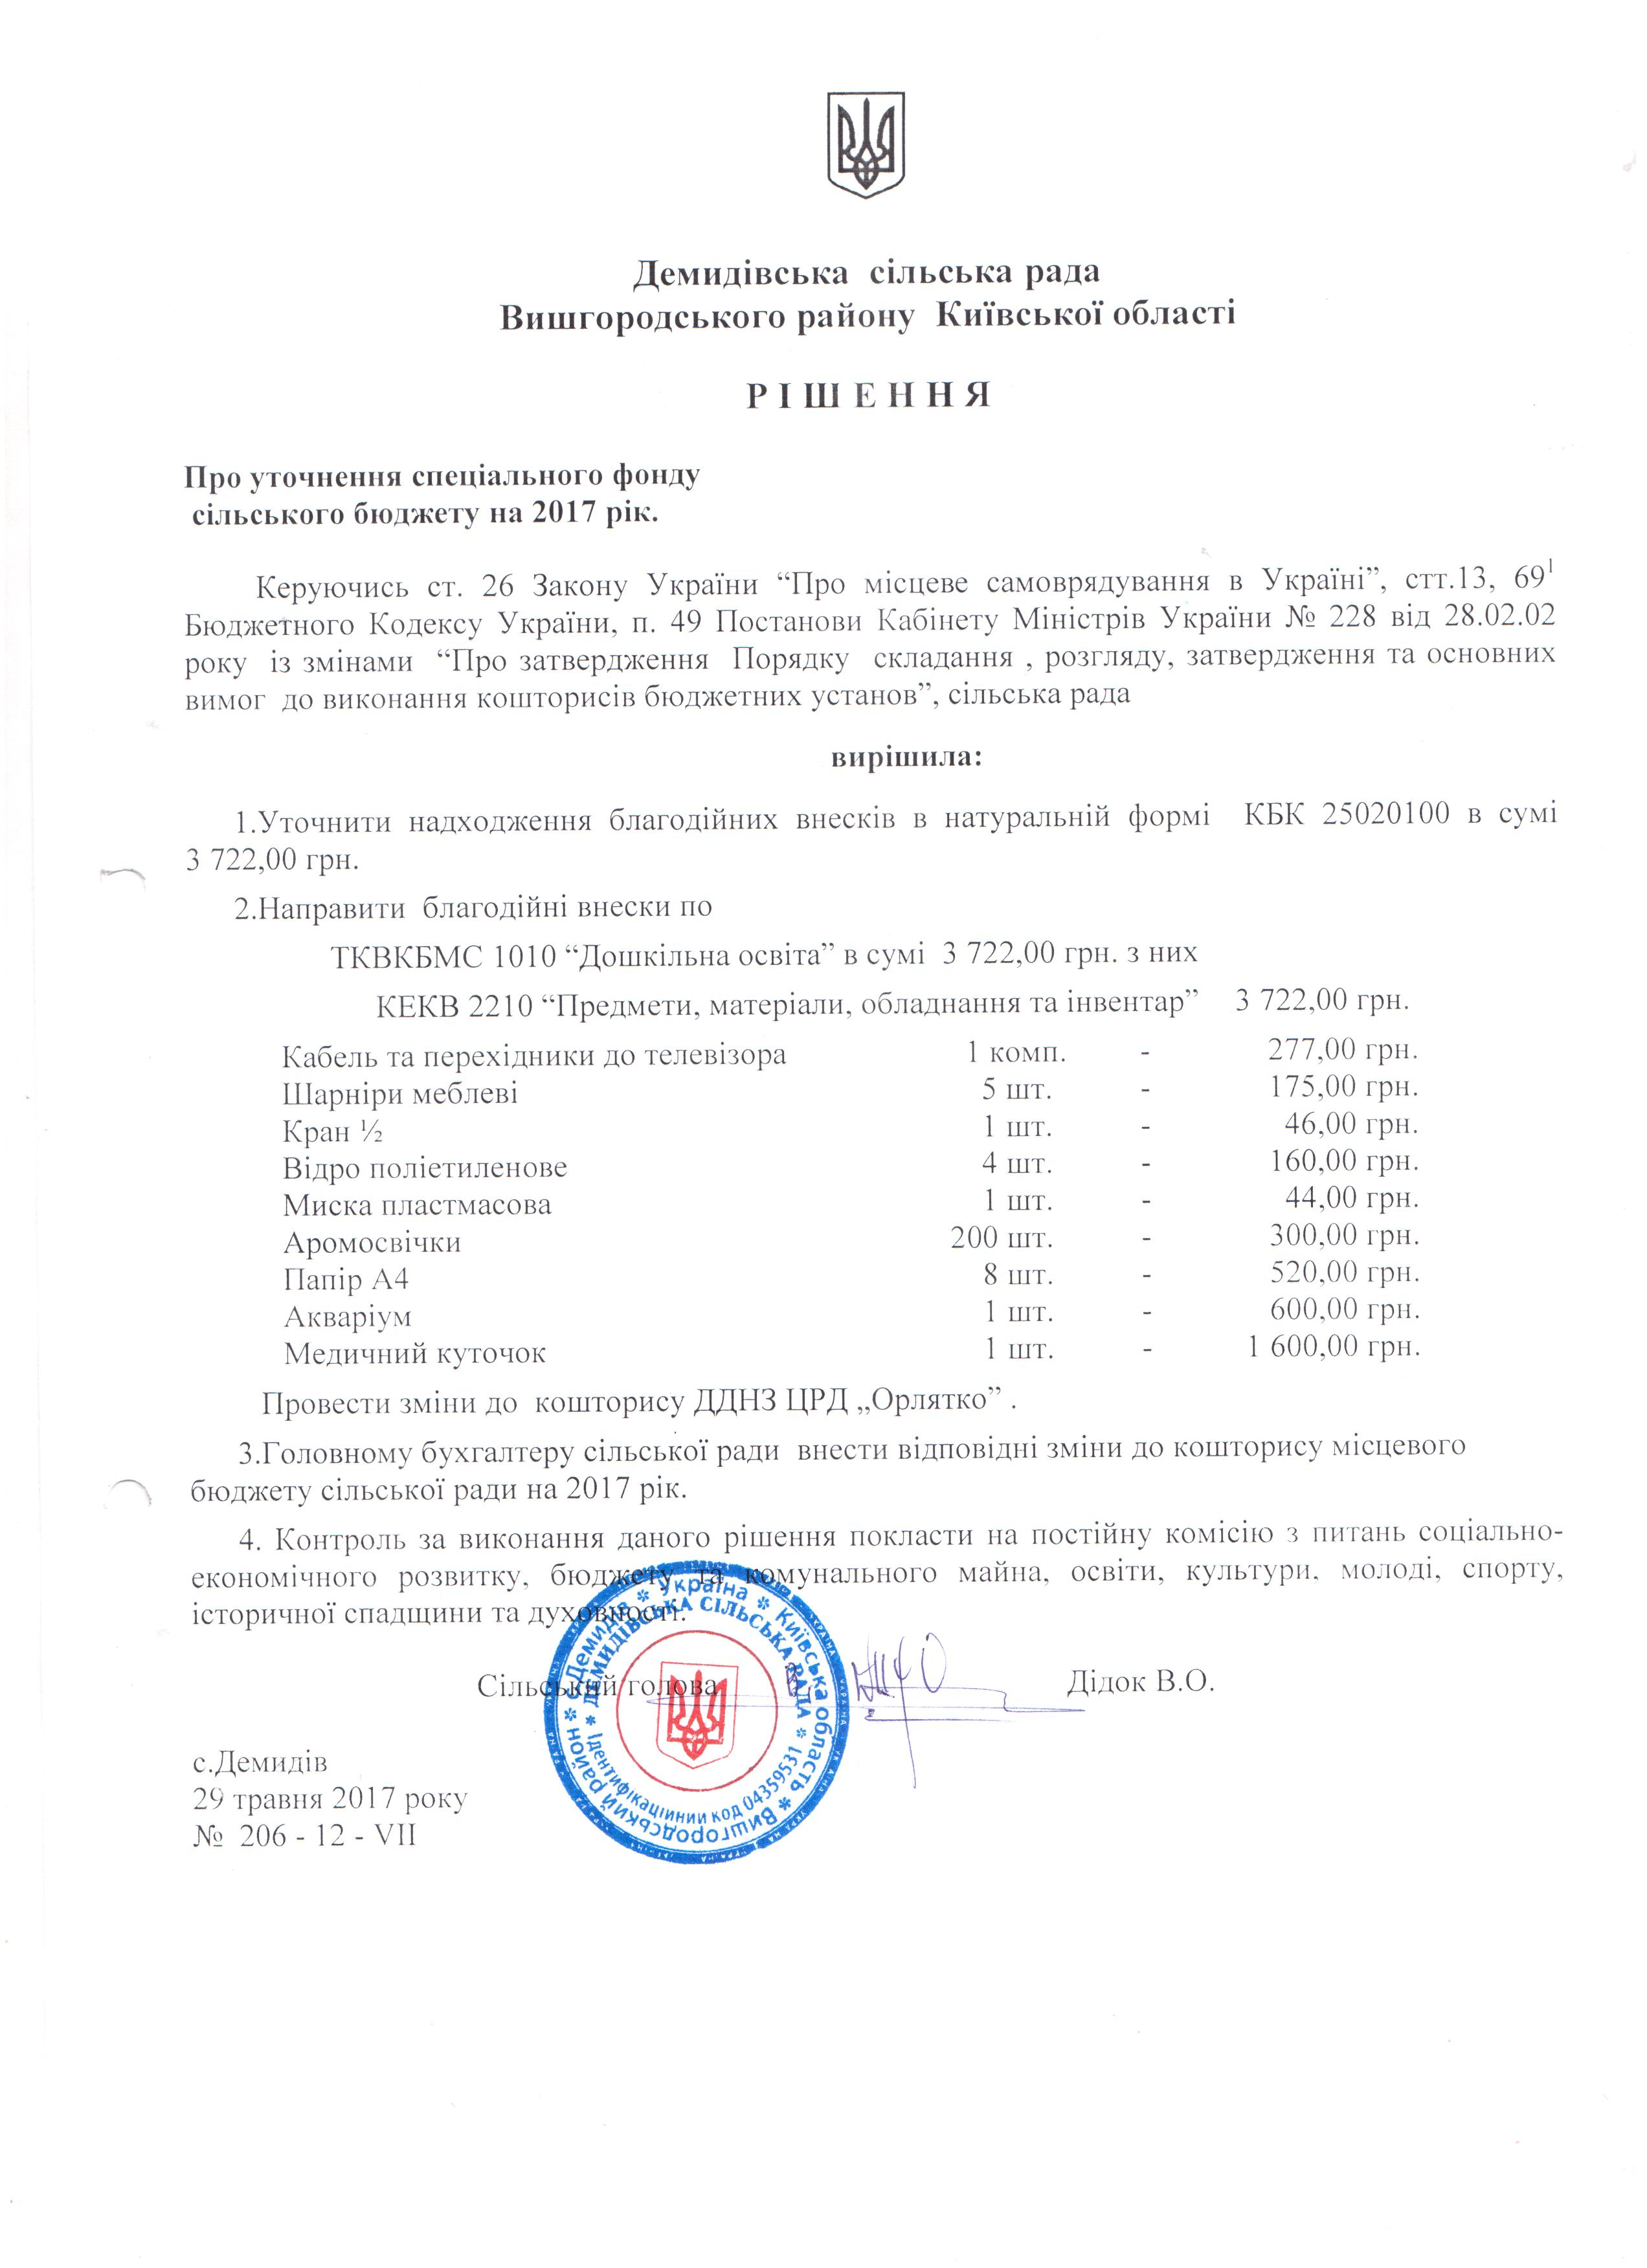 Демидівська сільська рада
Вишгородського району Київської області
Р І Ш Е Н Н Я
Про уточнення спеціального фонду
сільського бюджету на 2017 рік.
Керуючись ст. 26 Закону України “Про місцеве самоврядування в Україні”, стт.13, 69¹
Бюджетного Кодексу України, п. 49 Постанови Кабінету Міністрів України № 228 від 28.02.02
року із змінами “Про затвердження Порядку складання , розгляду, затвердження та основних
вимог до виконання кошторисів бюджетних установ”, сільська рада
вирішила:
1.Уточнити надходження благодійних внесків в натуральній формі КБК 25020100 в сумі
3 722,00 грн.
2.Направити благодійні внески по
ТКВКБМС 1010 “Дошкільна освіта” в сумі 3 722,00 грн. з них
КЕКВ 2210 “Предмети, матеріали, обладнання та інвентар” 3 722,00 грн.
Кабель та перехідники до телевізора 1 комп. - 277,00 грн.
Шарніри меблеві 5 шт. - 175,00 грн.
Кран ½ 1 шт. - 46,00 грн.
Відро поліетиленове 4 шт. - 160,00 грн.
Миска пластмасова 1 шт. - 44,00 грн.
Аромосвічки 200 шт. - 300,00 грн.
Папір А4 8 шт. - 520,00 грн.
Акваріум 1 шт. - 600,00 грн.
Медичний куточок 1 шт. - 1 600,00 грн.
Провести зміни до кошторису ДДНЗ ЦРД „Орлятко” .
3.Головному бухгалтеру сільської ради внести відповідні зміни до кошторису місцевого
бюджету сільської ради на 2017 рік.
4. Контроль за виконання даного рішення покласти на постійну комісію з питань соціально-
економічного розвитку, бюджету та комунального майна, освіти, культури, молоді, спорту,
історичної спадщини та духовності.
Сільський голова Дідок В.О.
Україна * Київська область * Вишгородський район * с.Демидів *
ДЕМИДІВСЬКА СІЛЬСЬКА РАДА * Ідентифікаційний код 04359531 *
с.Демидів
29 травня 2017 року
№ 206 - 12 - VII